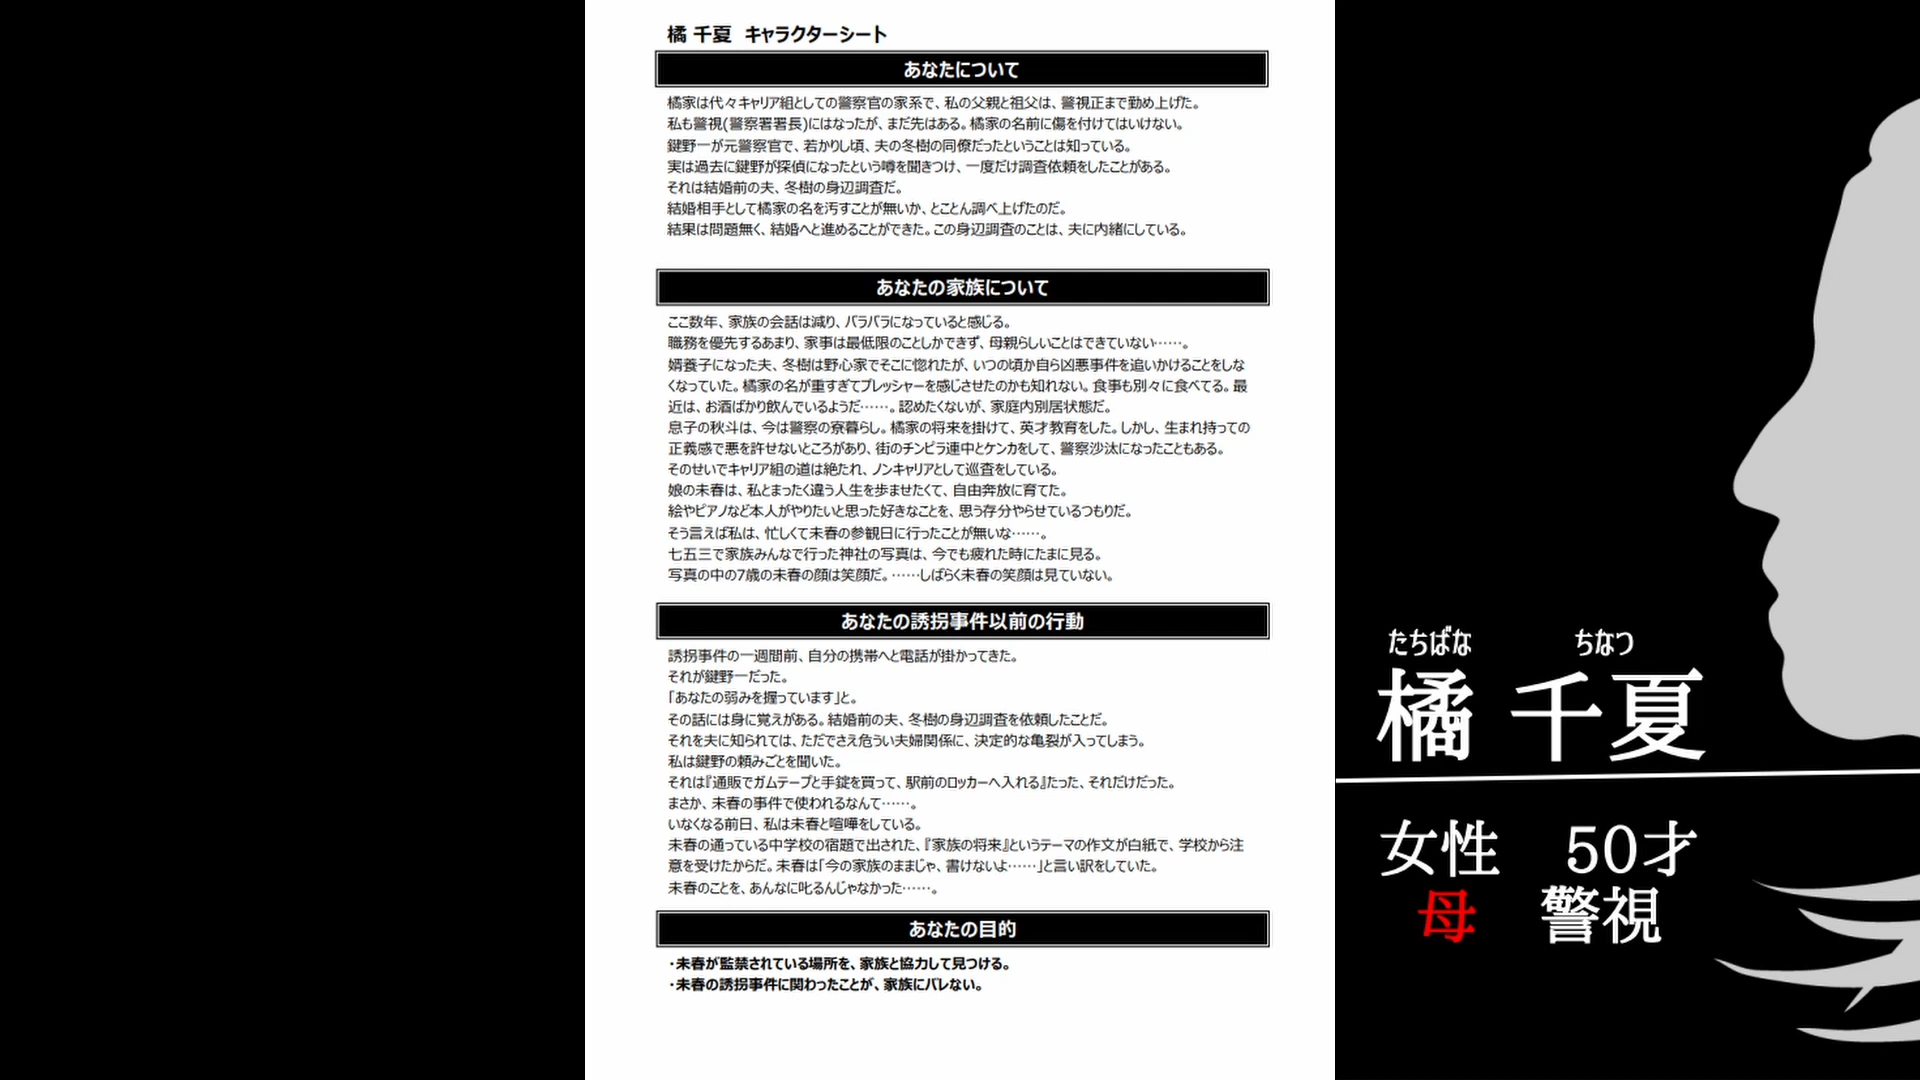 橘 千夏　キャラクターシート
あなたについて
橘家は代々キャリア組としての警察官の家系で、私の父親と祖父は、警視正まで勤め上げた。
私も警視(警察署署長)にはなったが、まだ先はある。橘家の名前に傷を付けてはいけない。
鍵野一が元警察官で、若かりし頃、夫の冬樹の同僚だったということは知っている。
実は過去に鍵野が探偵になったという噂を聞きつけ、一度だけ調査依頼をしたことがある。
それは結婚前の夫、冬樹の身辺調査だ。
結婚相手として橘家の名を汚すことが無いか、とことん調べ上げたのだ。
結果は問題無く、結婚へと進めることができた。この身辺調査のことは、夫に内緒にしている。
あなたの家族について
ここ数年、家族の会話は減り、バラバラになっていると感じる。
職務を優先するあまり、家事は最低限のことしかできず、母親らしいことはできていない……。
婿養子になった夫、冬樹は野心家でそこに惚れたが、いつの頃か自ら凶悪事件を追いかけることをしな
くなっていた。橘家の名が重すぎてプレッシャーを感じさせたのかも知れない。食事も別々に食べてる。最
近は、お酒ばかり飲んでいるようだ……。認めたくないが、家庭内別居状態だ。
息子の秋斗は、今は警察の寮暮らし。橘家の将来を掛けて、英才教育をした。しかし、生まれ持っての
正義感で悪を許せないところがあり、街のチンピラ連中とケンカをして、警察沙汰になったこともある。
そのせいでキャリア組の道は絶たれ、ノンキャリアとして巡査をしている。
娘の未春は、私とまったく違う人生を歩ませたくて、自由奔放に育てた。
絵やピアノなど本人がやりたいと思った好きなことを、思う存分やらせているつもりだ。
そう言えば私は、忙しくて未春の参観日に行ったことが無いな……。
七五三で家族みんなで行った神社の写真は、今でも疲れた時にたまに見る。
写真の中の7歳の未春の顔は笑顔だ。……しばらく未春の笑顔は見ていない。
あなたの誘拐事件以前の行動
誘拐事件の一週間前、自分の携帯へと電話が掛かってきた。
それが鍵野一だった。
「あなたの弱みを握っています」と。
その話には身に覚えがある。結婚前の夫、冬樹の身辺調査を依頼したことだ。
それを夫に知られては、ただでさえ危うい夫婦関係に、決定的な亀裂が入ってしまう。
私は鍵野の頼みごとを聞いた。
それは『通販でガムテープと手錠を買って、駅前のロッカーへ入れる』たった、それだけだった。
まさか、未春の事件で使われるなんて……。
いなくなる前日、私は未春と喧嘩をしている。
未春の通っている中学校の宿題で出された、『家族の将来』というテーマの作文が白紙で、学校から注
意を受けたからだ。未春は「今の家族のままじゃ、書けないよ……」と言い訳をしていた。
未春のことを、あんなに叱るんじゃなかった……。
あなたの目的
・未春が監禁されている場所を、家族と協力して見つける。
・未春の誘拐事件に関わったことが、家族にバレない。
たちばな　ちなつ
橘 千夏
女性　50才
母　警視